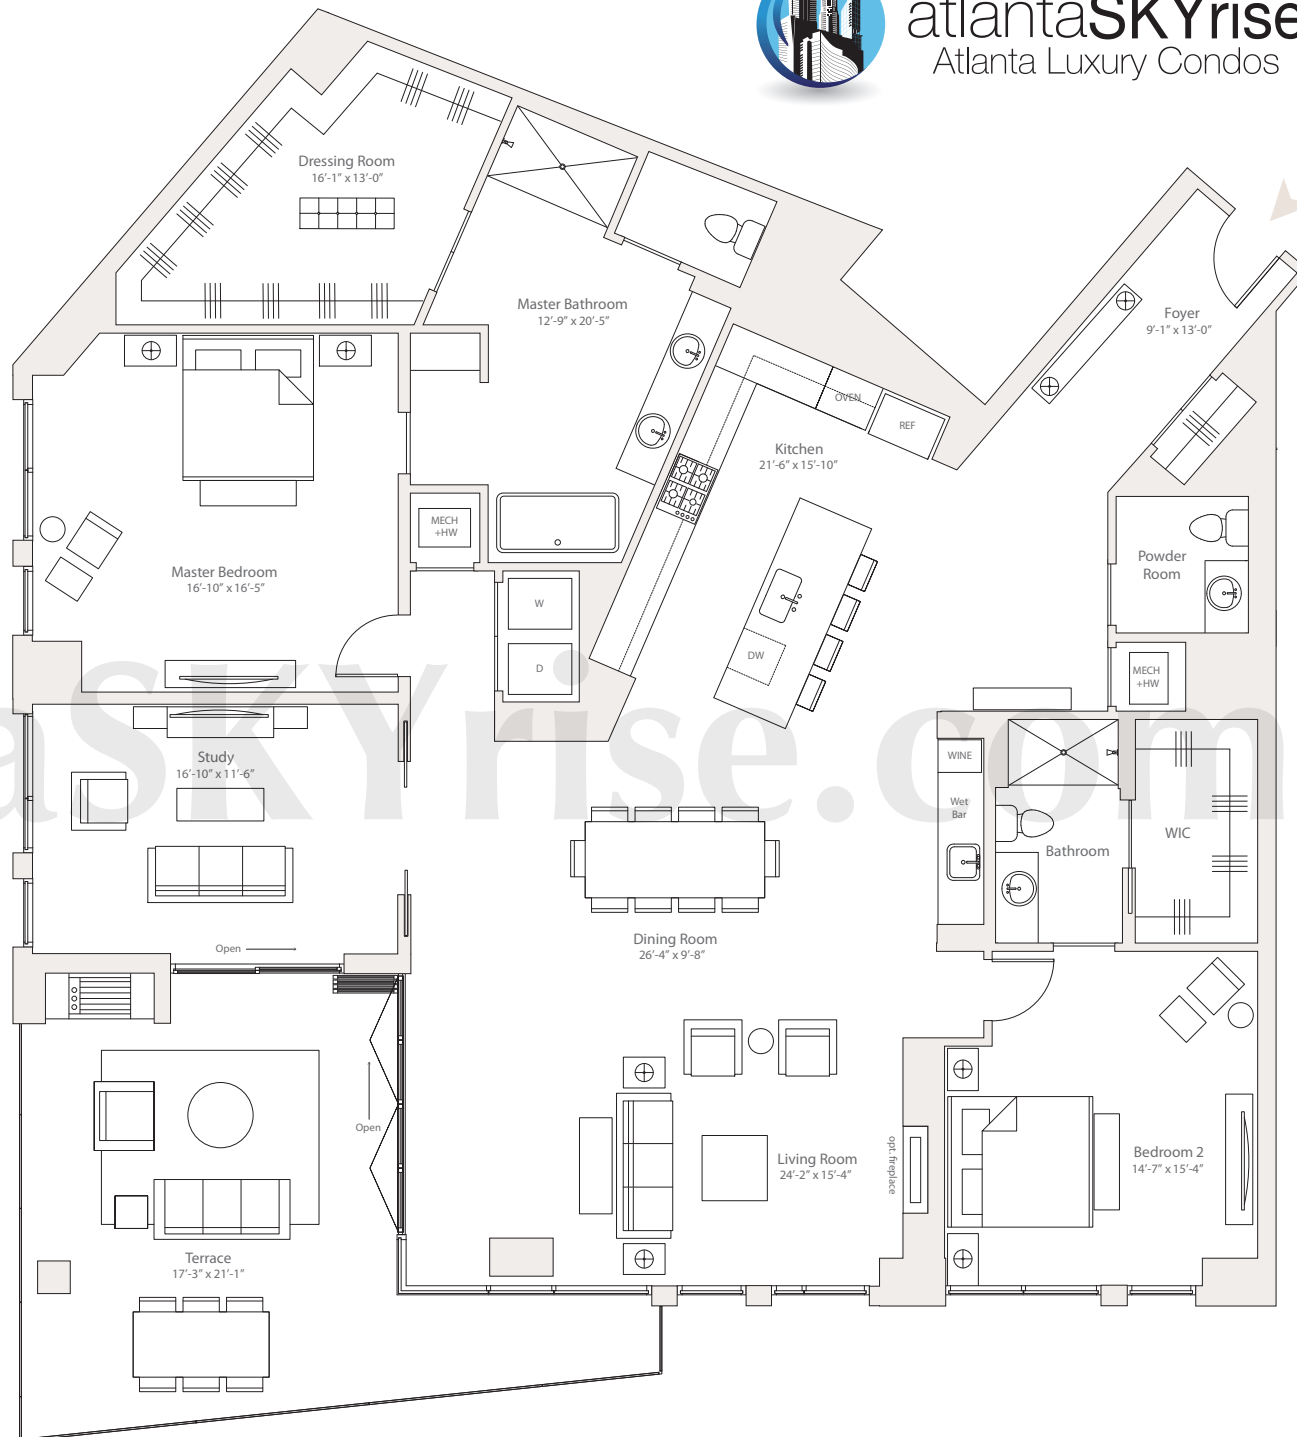 atlantaSKYrise
Atlanta Luxury Condos
Dressing Room
16'-1" x 13'-0"
Master Bathroom
12'-9" x 20'-5"
Foyer
9'-1" x 13'-0"
OVEN
REF
Kitchen
21'-6" x 15'-10"
MECH
+HW
Powder
Room
Master Bedroom
16'-10" x 16'-5"
W
D
DW
MECH
+HW
aSKYrise.com
Study
16'-10" x 11'-6"
WINE
Wet
Bar
WIC
Bathroom
Open
Dining Room
26'-4" x 9'-8"
Open
opt. fireplace
Living Room
24'-2" x 15'-4"
Bedroom 2
14'-7" x 15'-4"
Terrace
17'-3" x 21'-1"